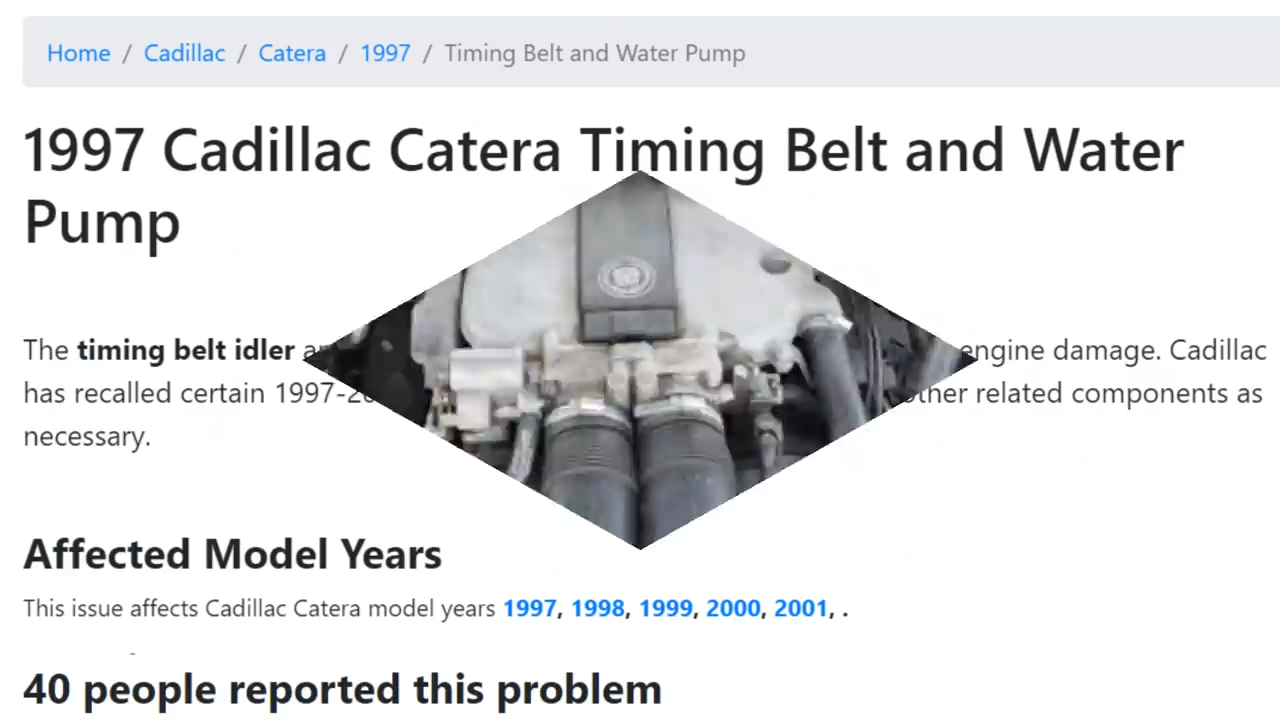 Home / Cadillac / Catera / 1997 / Timing Belt and Water Pump
1997 Cadillac Catera Timing Belt and Water
Pump
The timing belt idler engine damage. Cadillac
has recalled certain 1997- other related components as
necessary.
Affected Model Years
This issue affects Cadillac Catera model years 1997, 1998, 1999, 2000, 2001, .
40 people reported this problem